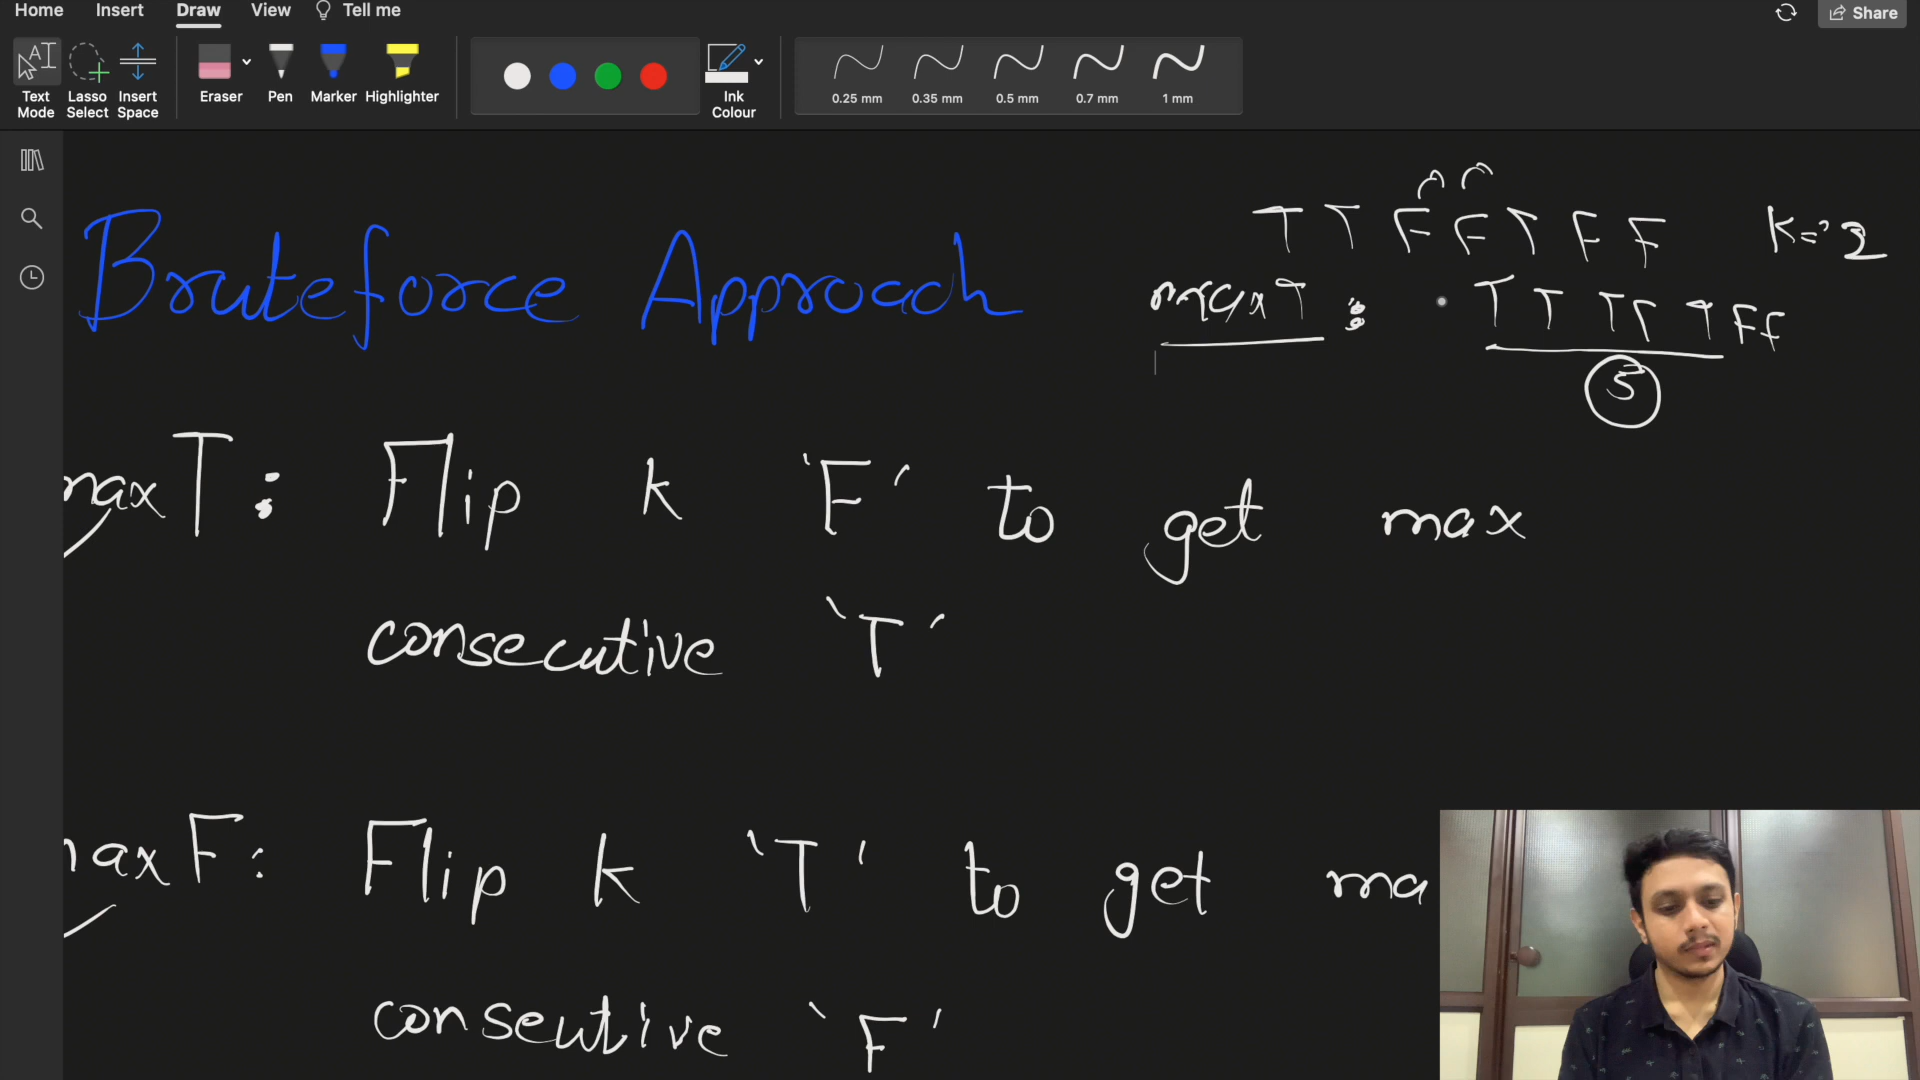 Home Insert Draw View Tell me Share
Text Mode Lasso Select Insert Space Eraser Pen Marker Highlighter Ink Colour 0.25 mm 0.35 mm 0.5 mm 0.7 mm 1 mm
T T F F T F F K = 2
Bruteforce Approach
maxT : T T T T T F F
5
maxT : Flip k 'F' to get max
consecutive 'T'
axF : Flip k 'T' to get ma
conseutive 'F'